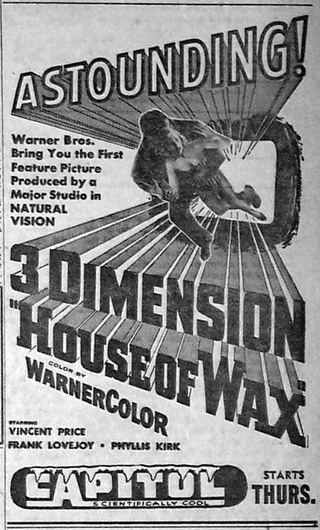 ASTOUNDING!
Warner Bros.
Bring You the First
Feature Picture
Produced by a
Major Studio in
NATURAL
VISION
3 DIMENSION
"HOUSE OF WAX"
COLOR BY
WARNERCOLOR
STARRING
VINCENT PRICE
FRANK LOVEJOY • PHYLLIS KIRK
CAPITOL
SCIENTIFICALLY COOL
STARTS
THURS.